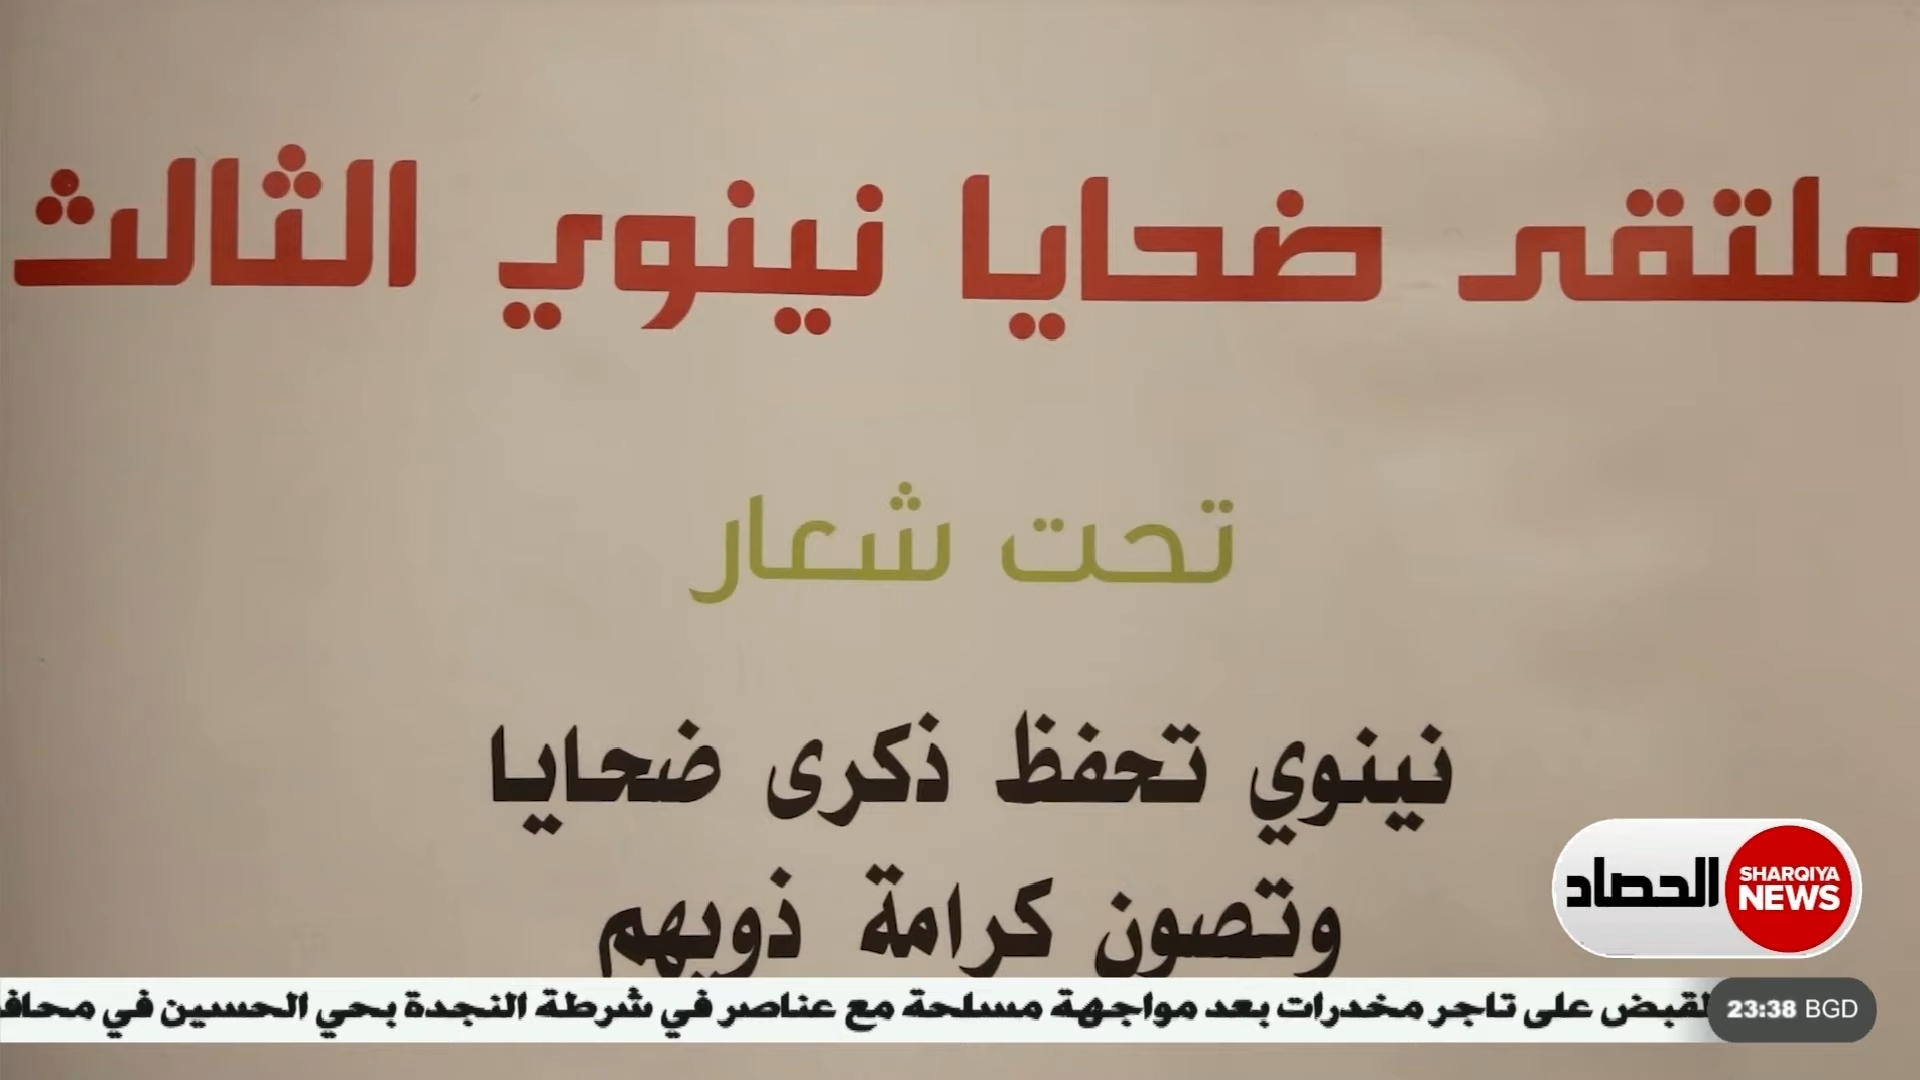 ملتقى ضحايا نينوي الثالث
تحت شعار
نينوي تحفظ ذكرى ضحايا
وتصون كرامة ذويهم
الحصاد
SHARQIYA
NEWS
لقبض على تاجر مخدرات بعد مواجهة مسلحة مع عناصر في شرطة النجدة بحي الحسين في محاف
23:38 BGD